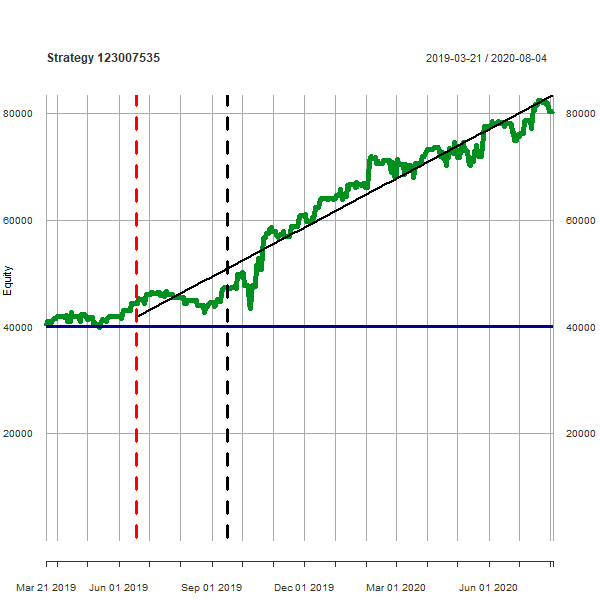 Strategy 123007535
2019-03-21 / 2020-08-04
80000
80000
60000
60000
Equity
40000
40000
20000
20000
Mar 21 2019
Jun 01 2019
Sep 01 2019
Dec 01 2019
Mar 01 2020
Jun 01 2020